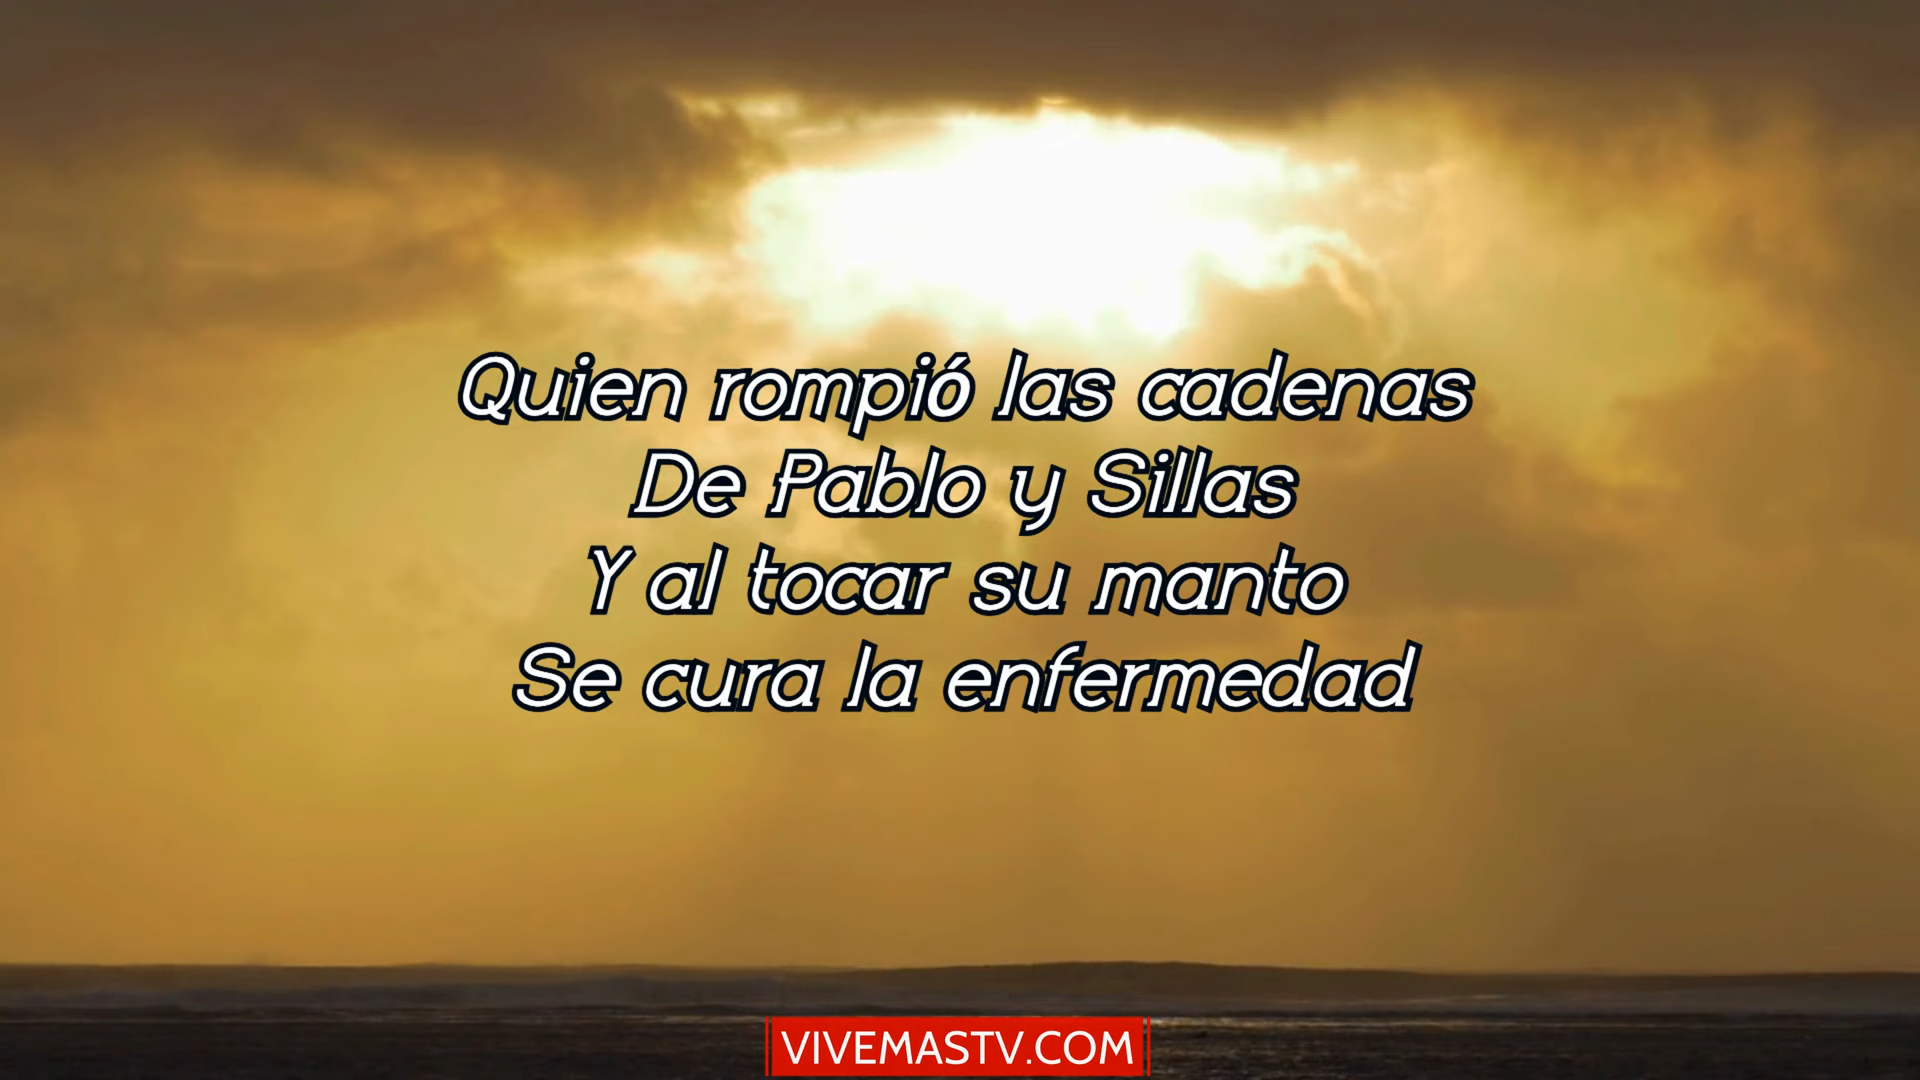 Quien rompió las cadenas
De Pablo y Sillas
Y al tocar su manto
Se cura la enfermedad
VIVEMASTV.COM